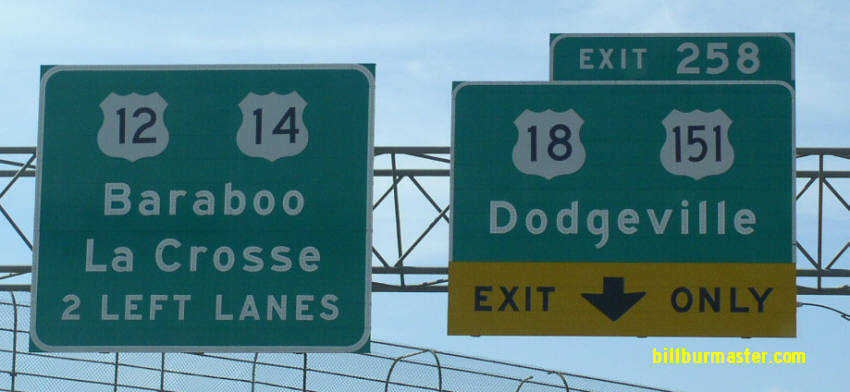 12 14
Baraboo
La Crosse
2 LEFT LANES
EXIT 258
18 151
Dodgeville
EXIT ONLY
billburmaster.com